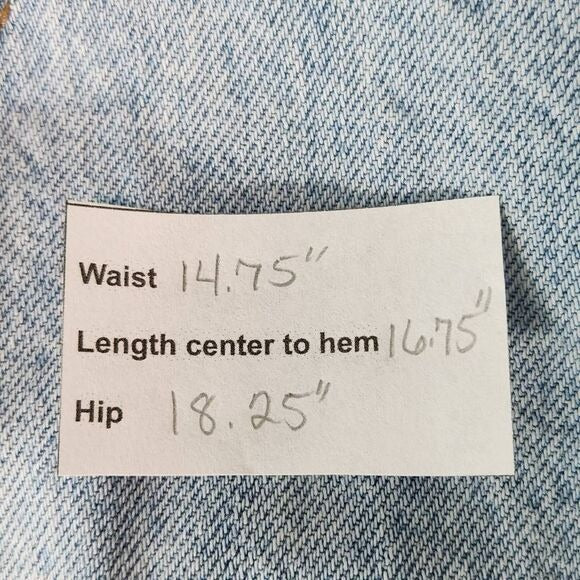 Waist 14.75"
Length center to hem 16.75"
Hip 18.25"